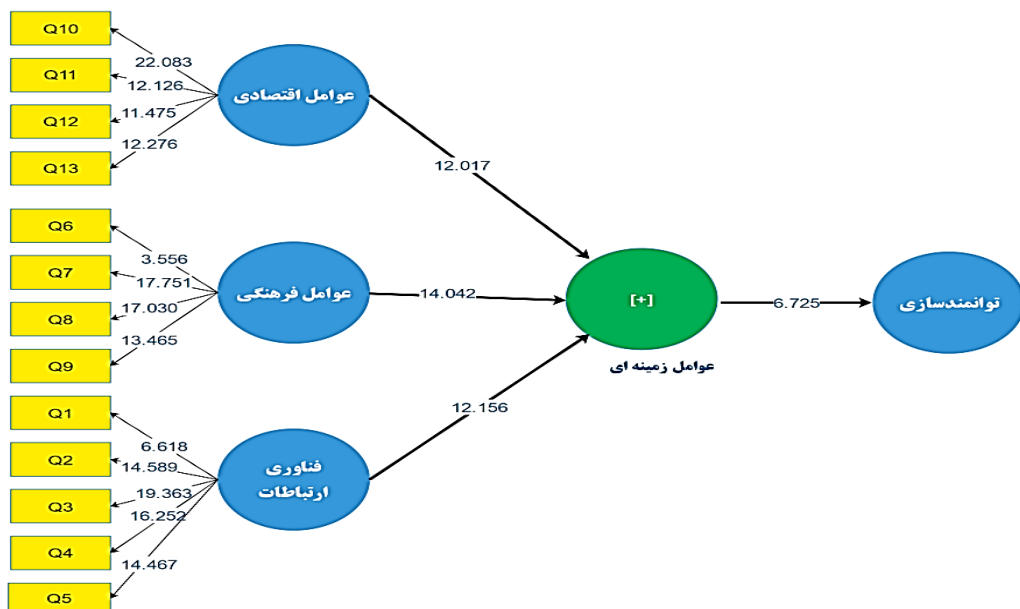 Q10
Q11
Q12
Q13
22.083
12.126
11.475
12.276
عوامل اقتصادی
12.017
Q6
Q7
Q8
Q9
3.556
17.751
17.030
13.465
عوامل فرهنگی
14.042
[+]
عوامل زمینه ای
6.725
توانمندسازی
Q1
Q2
Q3
Q4
Q5
6.618
14.589
19.363
16.252
14.467
فناوری
ارتباطات
12.156